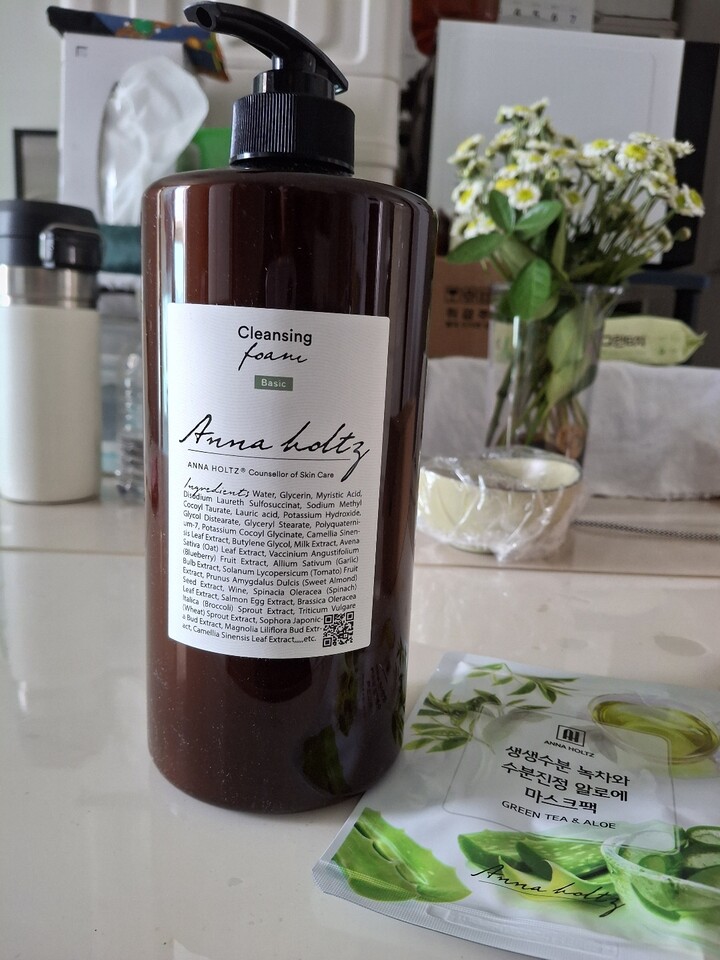 Cleansing
foam
Basic
Anna holtz
ANNA HOLTZ® Counsellor of Skin Care
Ingredients Water, Glycerin, Myristic Acid,
Disodium Laureth Sulfosuccinat, Sodium Methyl
Cocoyl Taurate, Lauric acid, Potassium Hydroxide,
Glycol Distearate, Glyceryl Stearate, Polyquaterni-
um-7, Potassium Cocoyl Glycinate, Camellia Sinen-
sis Leaf Extract, Butylene Glycol, Milk Extract, Avena
Sativa (Oat) Leaf Extract, Vaccinium Angustifolium
(Blueberry) Fruit Extract, Allium Sativum (Garlic)
Bulb Extract, Solanum Lycopersicum (Tomato) Fruit
Extract, Prunus Amygdalus Dulcis (Sweet Almond)
Seed Extract, Wine, Spinacia Oleracea (Spinach)
Leaf Extract, Salmon Egg Extract, Brassica Oleracea
Italica (Broccoli) Sprout Extract, Triticum Vulgare
(Wheat) Sprout Extract, Sophora Japonic-
a Bud Extract, Magnolia Liliflora Bud Extr-
act, Camellia Sinensis Leaf Extract,,,,,etc.
ANNA HOLTZ
생생수분 녹차와
수분진정 알로에
마스크팩
GREEN TEA & ALOE
Anna holtz